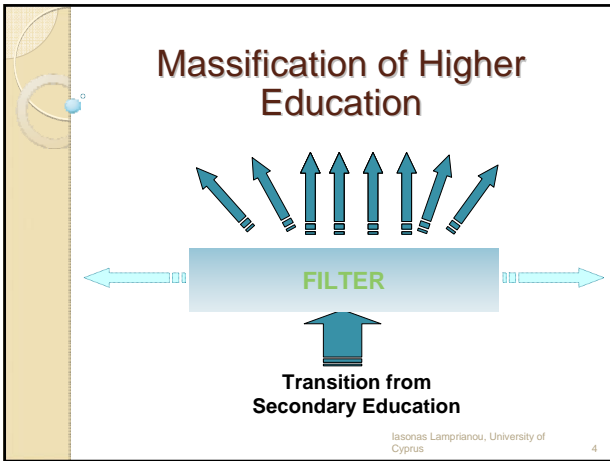 Massification of Higher
Education
FILTER
Transition from
Secondary Education
Iasonas Lamprianou, University of
Cyprus
4